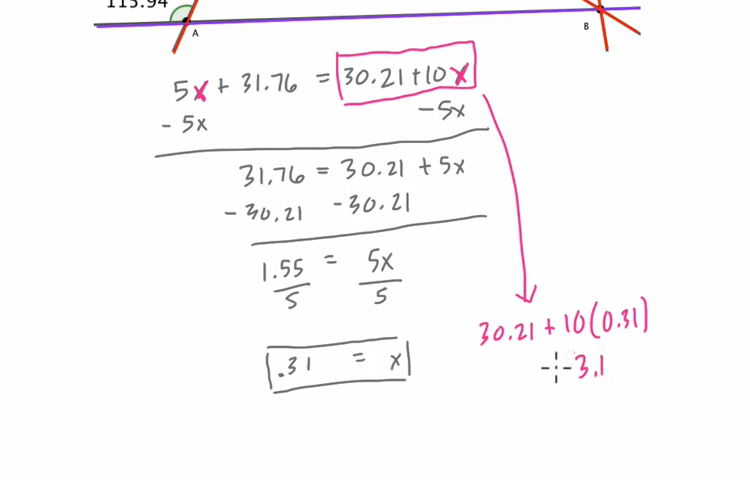 115.94
A
B
5x + 31.76 = 30.21 + 10x
- 5x - 5x
31.76 = 30.21 + 5x
- 30.21 - 30.21
1.55 = 5x
5 5
.31 = x
30.21 + 10(0.31)
3.1